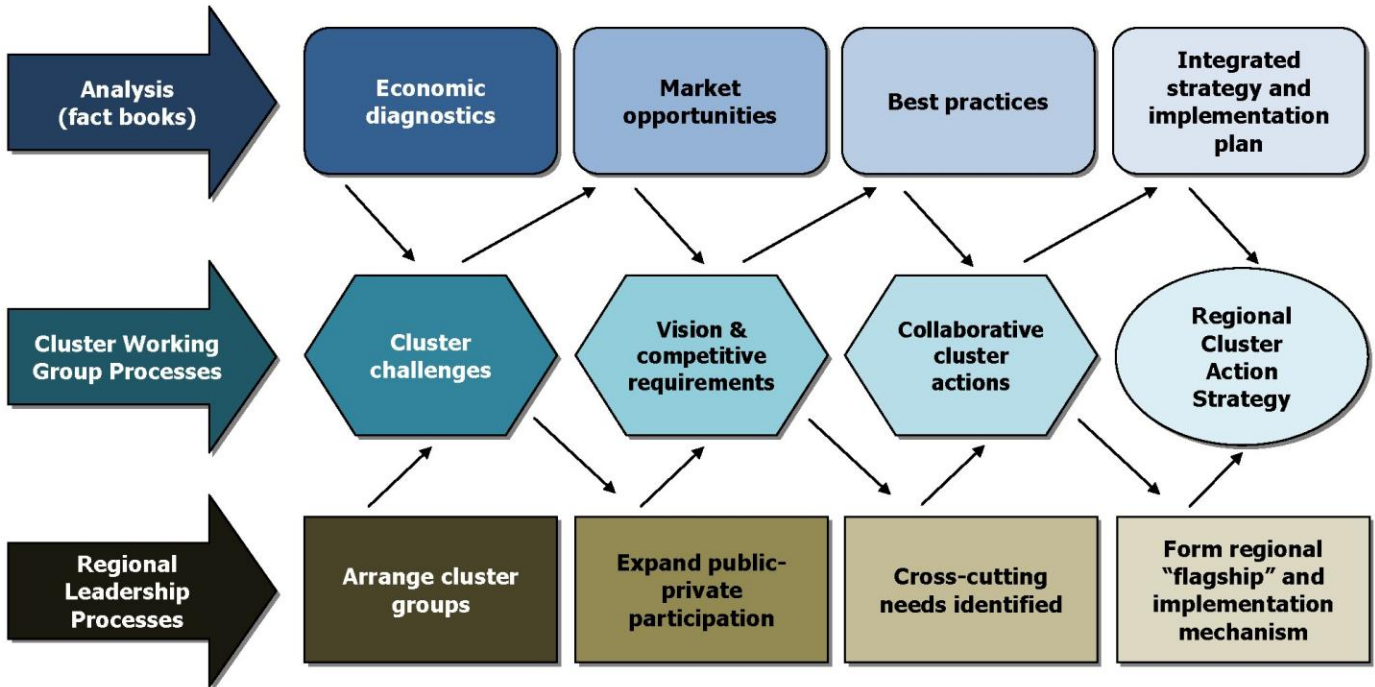 Analysis
(fact books)
Economic
diagnostics
Market
opportunities
Best practices
Integrated
strategy and
implementation
plan
Cluster Working
Group Processes
Cluster
challenges
Vision &
competitive
requirements
Collaborative
cluster
actions
Regional
Cluster
Action
Strategy
Regional
Leadership
Processes
Arrange cluster
groups
Expand public-
private
participation
Cross-cutting
needs identified
Form regional
“flagship” and
implementation
mechanism